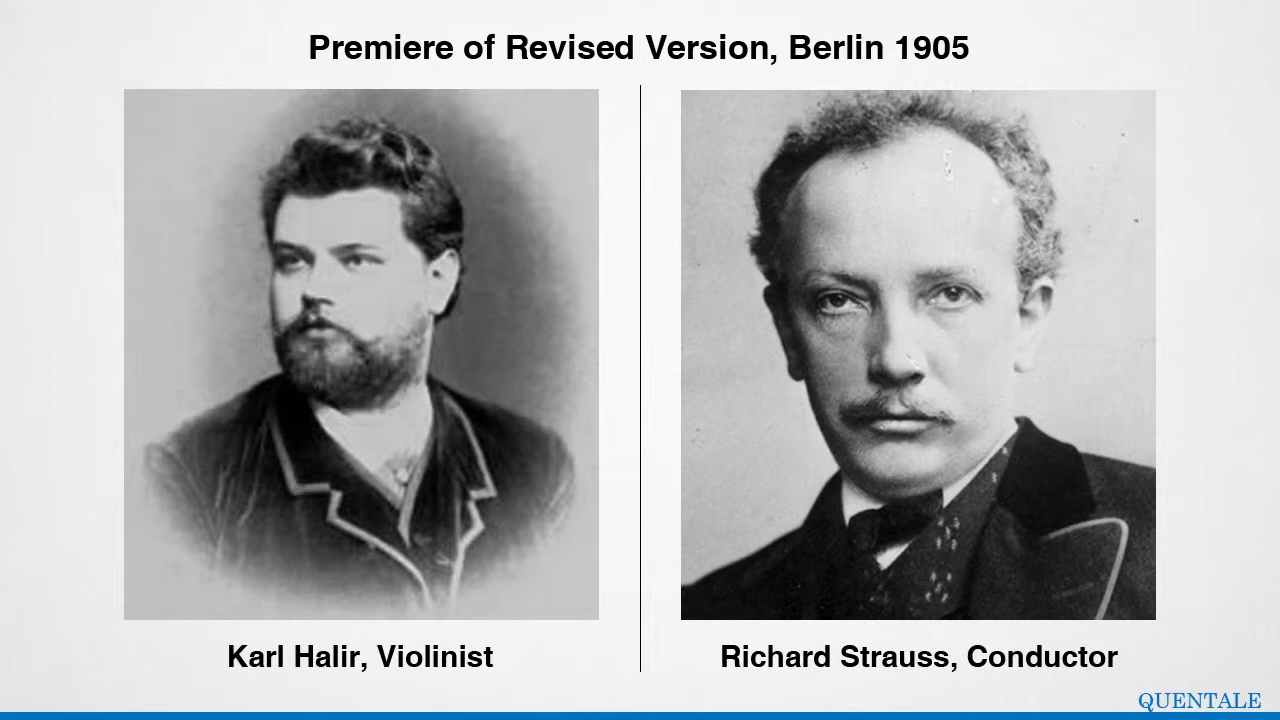 Premiere of Revised Version, Berlin 1905
Karl Halir, Violinist
Richard Strauss, Conductor
QUENTALE